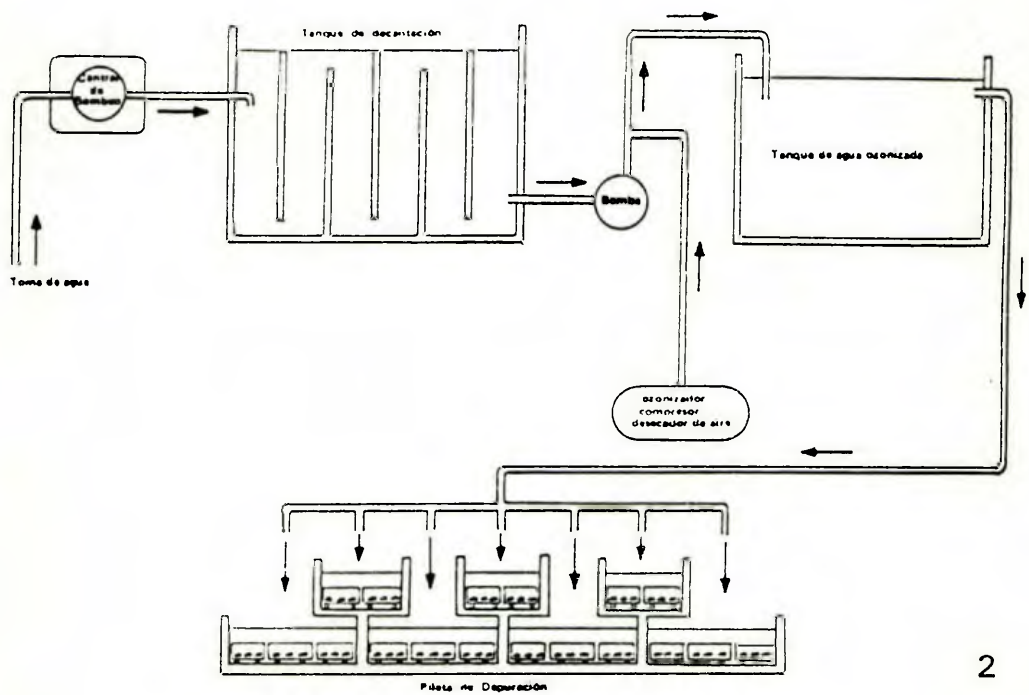 Tanque de decantación
Central
de
Bombeo
Toma de agua
Bomba
Tanque de agua ozonizada
ozonizador
compresor
desecador de aire
Pileta de Depuración
2